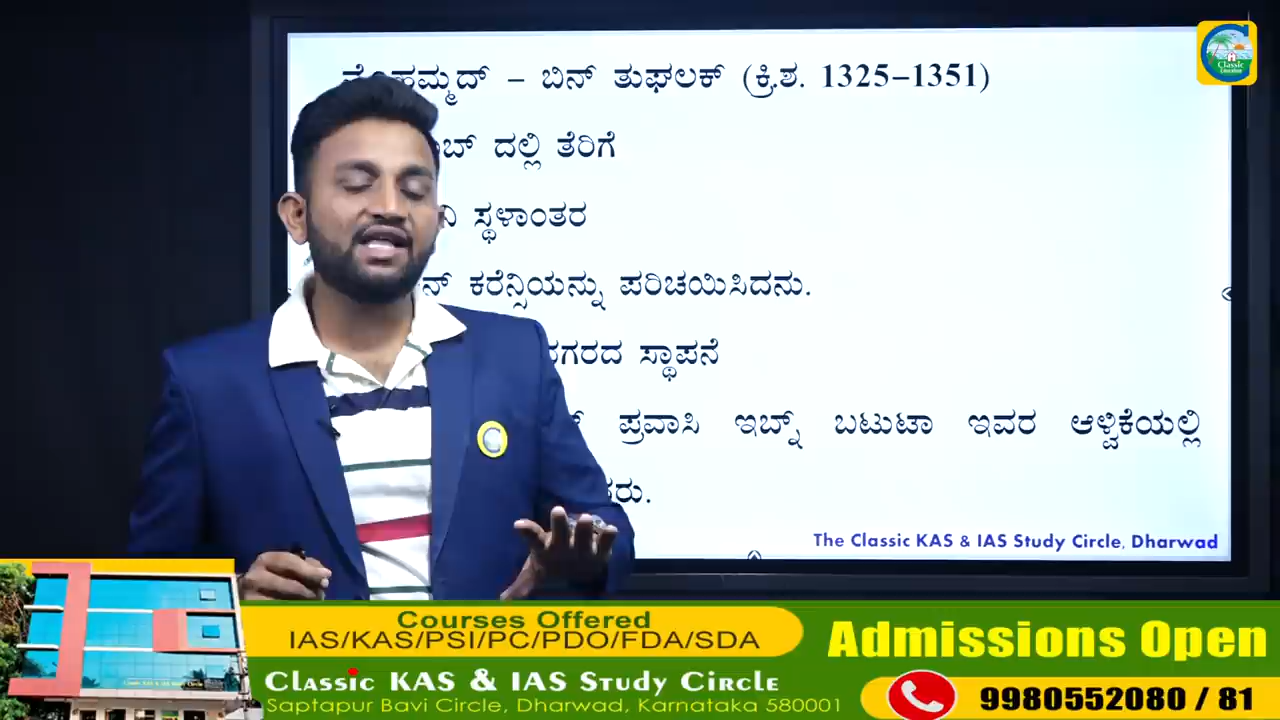 ಮೊಹಮ್ಮದ್ – ಬಿನ್ ತುಘಲಕ್ (ಕ್ರಿ.ಶ. 1325–1351)
ದಲ್ಲಿ ತೆರಿಗೆ
ಸ್ಥಳಾಂತರ
ಕರೆನ್ಸಿಯನ್ನು ಪರಿಚಯಿಸಿದನು.
ಸ್ಥಾಪನೆ
ಪ್ರವಾಸಿ ಇಬ್ನ್ ಬಟುಟಾ ಇವರ ಆಳ್ವಿಕೆಯಲ್ಲಿ
The Classic KAS & IAS Study Circle, Dharwad
Classic
Education
Courses Offered
IAS/KAS/PSI/PC/PDO/FDA/SDA
Classic KAS & IAS Study Circle
Saptapur Bavi Circle, Dharwad, Karnataka 580001
Admissions Open
9980552080 / 81